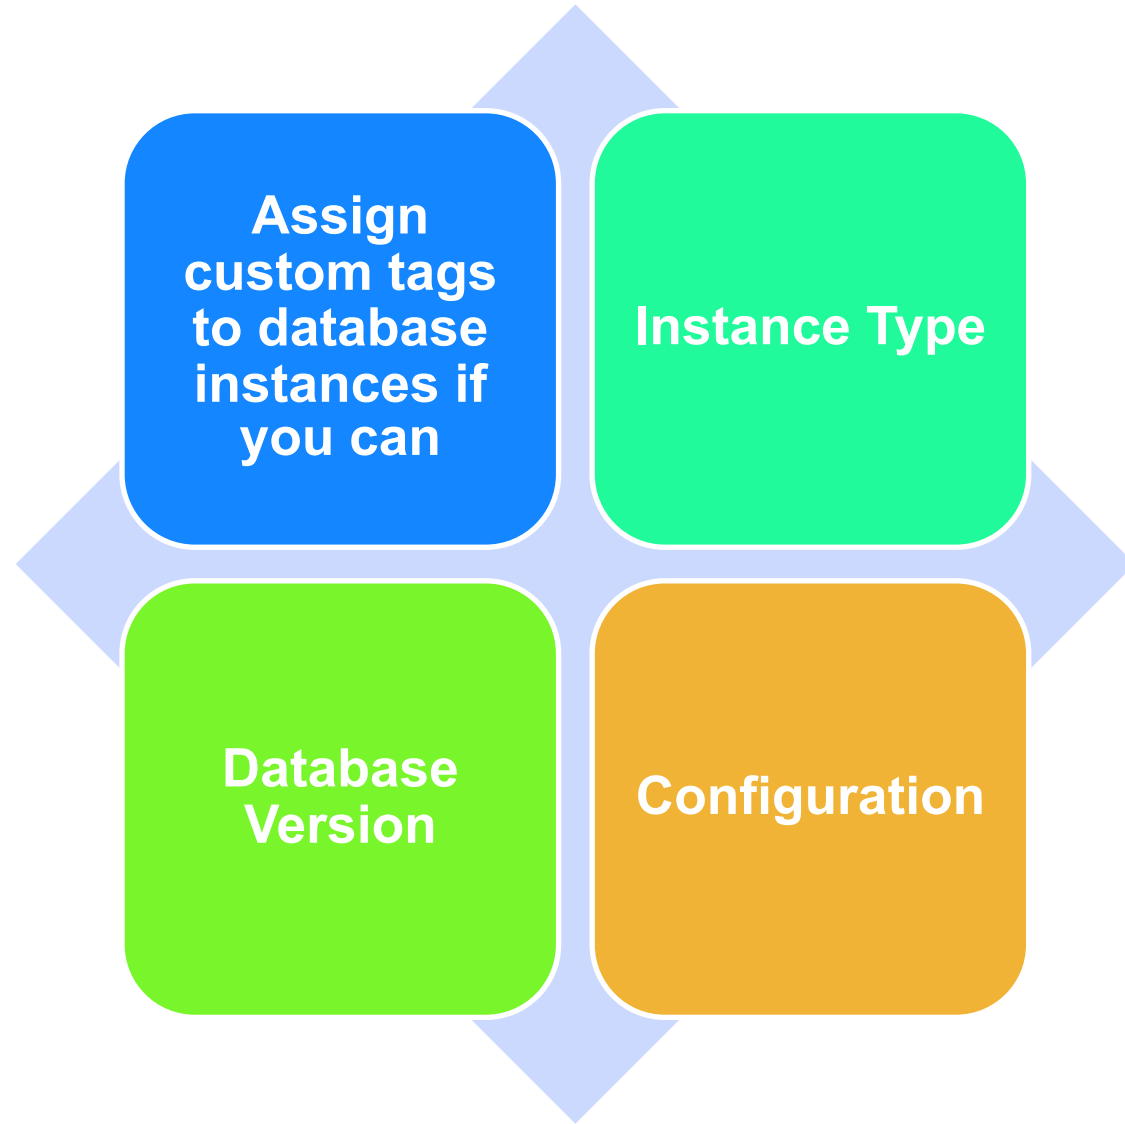 Assign
custom tags
to database
instances if
you can
Instance Type
Database
Version
Configuration